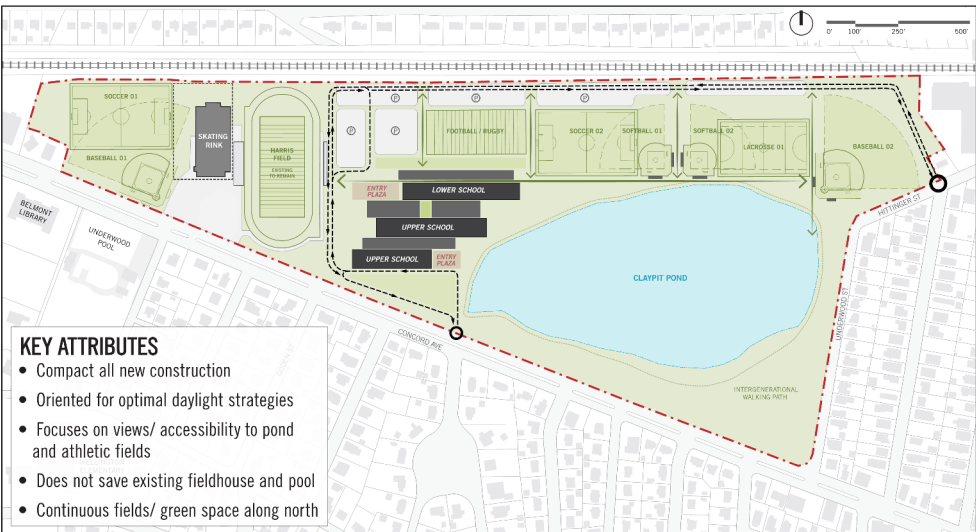 0' 100' 250' 500'
SOCCER 01
BASEBALL 01
SKATING
RINK
HARRIS
FIELD
EXISTING
TO REMAIN
P
P
P
P
P
FOOTBALL / RUGBY
SOCCER 02
SOFTBALL 01
SOFTBALL 02
LACROSSE 01
BASEBALL 02
ENTRY
PLAZA
LOWER SCHOOL
UPPER SCHOOL
UPPER SCHOOL
ENTRY
PLAZA
BELMONT
LIBRARY
UNDERWOOD
POOL
HITTINGER ST
CLAYPIT POND
UNDERWOOD ST
CONCORD AVE
INTERGENERATIONAL
WALKING PATH
KEY ATTRIBUTES
• Compact all new construction
• Oriented for optimal daylight strategies
• Focuses on views/ accessibility to pond
and athletic fields
• Does not save existing fieldhouse and pool
• Continuous fields/ green space along north